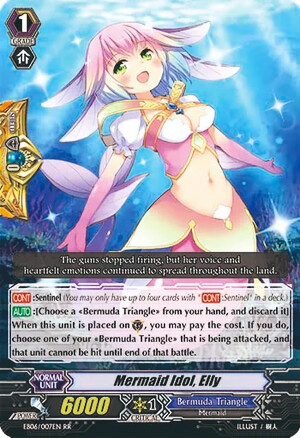 1
GRADE
The guns stopped firing, but her voice and
heartfelt emotions continued to spread throughout the land.
CONT :Sentinel (You may only have up to four cards with "CONT :Sentinel" in a deck.)
AUTO :[Choose a «Bermuda Triangle» from your hand, and discard it]
When this unit is placed on , you may pay the cost. If you do,
choose one of your «Bermuda Triangle» that is being attacked, and
that unit cannot be hit until end of that battle.
NORMAL
UNIT
Mermaid Idol, Elly
POWER
6000
1
CRITICAL
Bermuda Triangle
Mermaid
EB06/007EN RR
ILLUST /